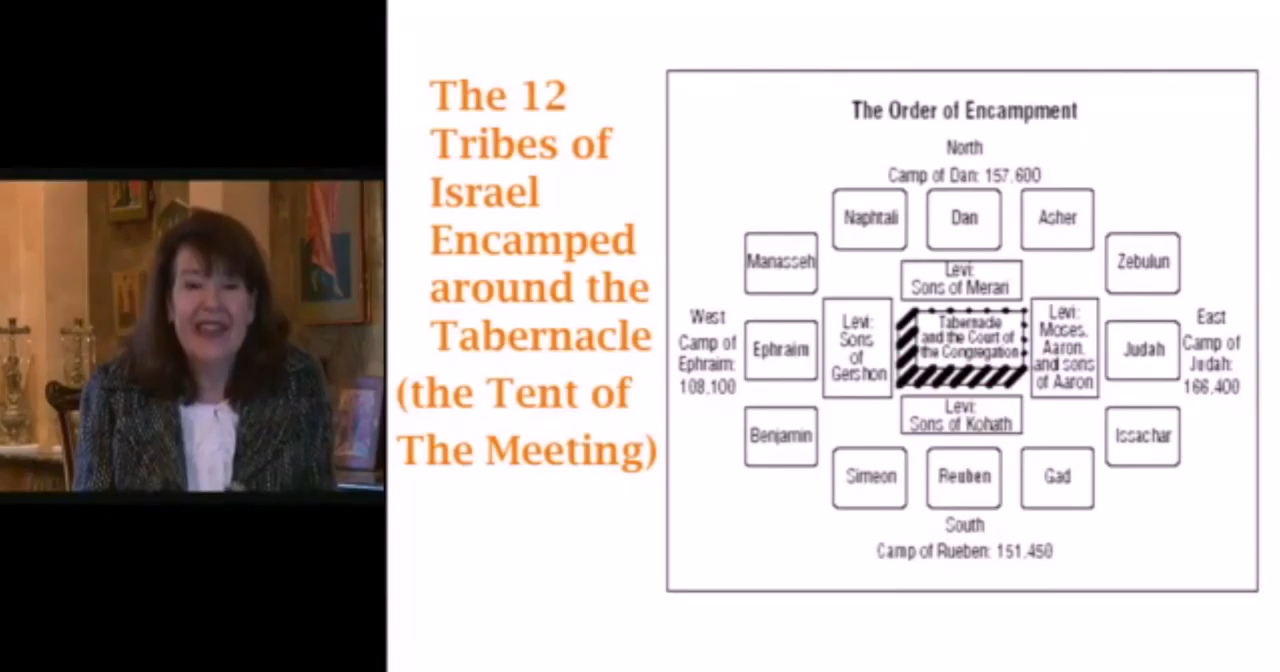 The 12
Tribes of
Israel
Encamped
around the
Tabernacle
(the Tent of
The Meeting)
The Order of Encampment
North
Camp of Dan: 157,600
Naphtali
Dan
Asher
Manasseh
Zebulun
Levi:
Sons of Merari
West
Camp of
Ephraim:
108,100
Ephraim
Levi:
Sons
of
Gershon
Tabernacle
and the Court of
the Congregation
Levi:
Moses,
Aaron,
and sons
of Aaron
Judah
East
Camp of
Judah:
166,400
Levi:
Sons of Kohath
Benjamin
Issachar
Simeon
Reuben
Gad
South
Camp of Rueben: 151,450